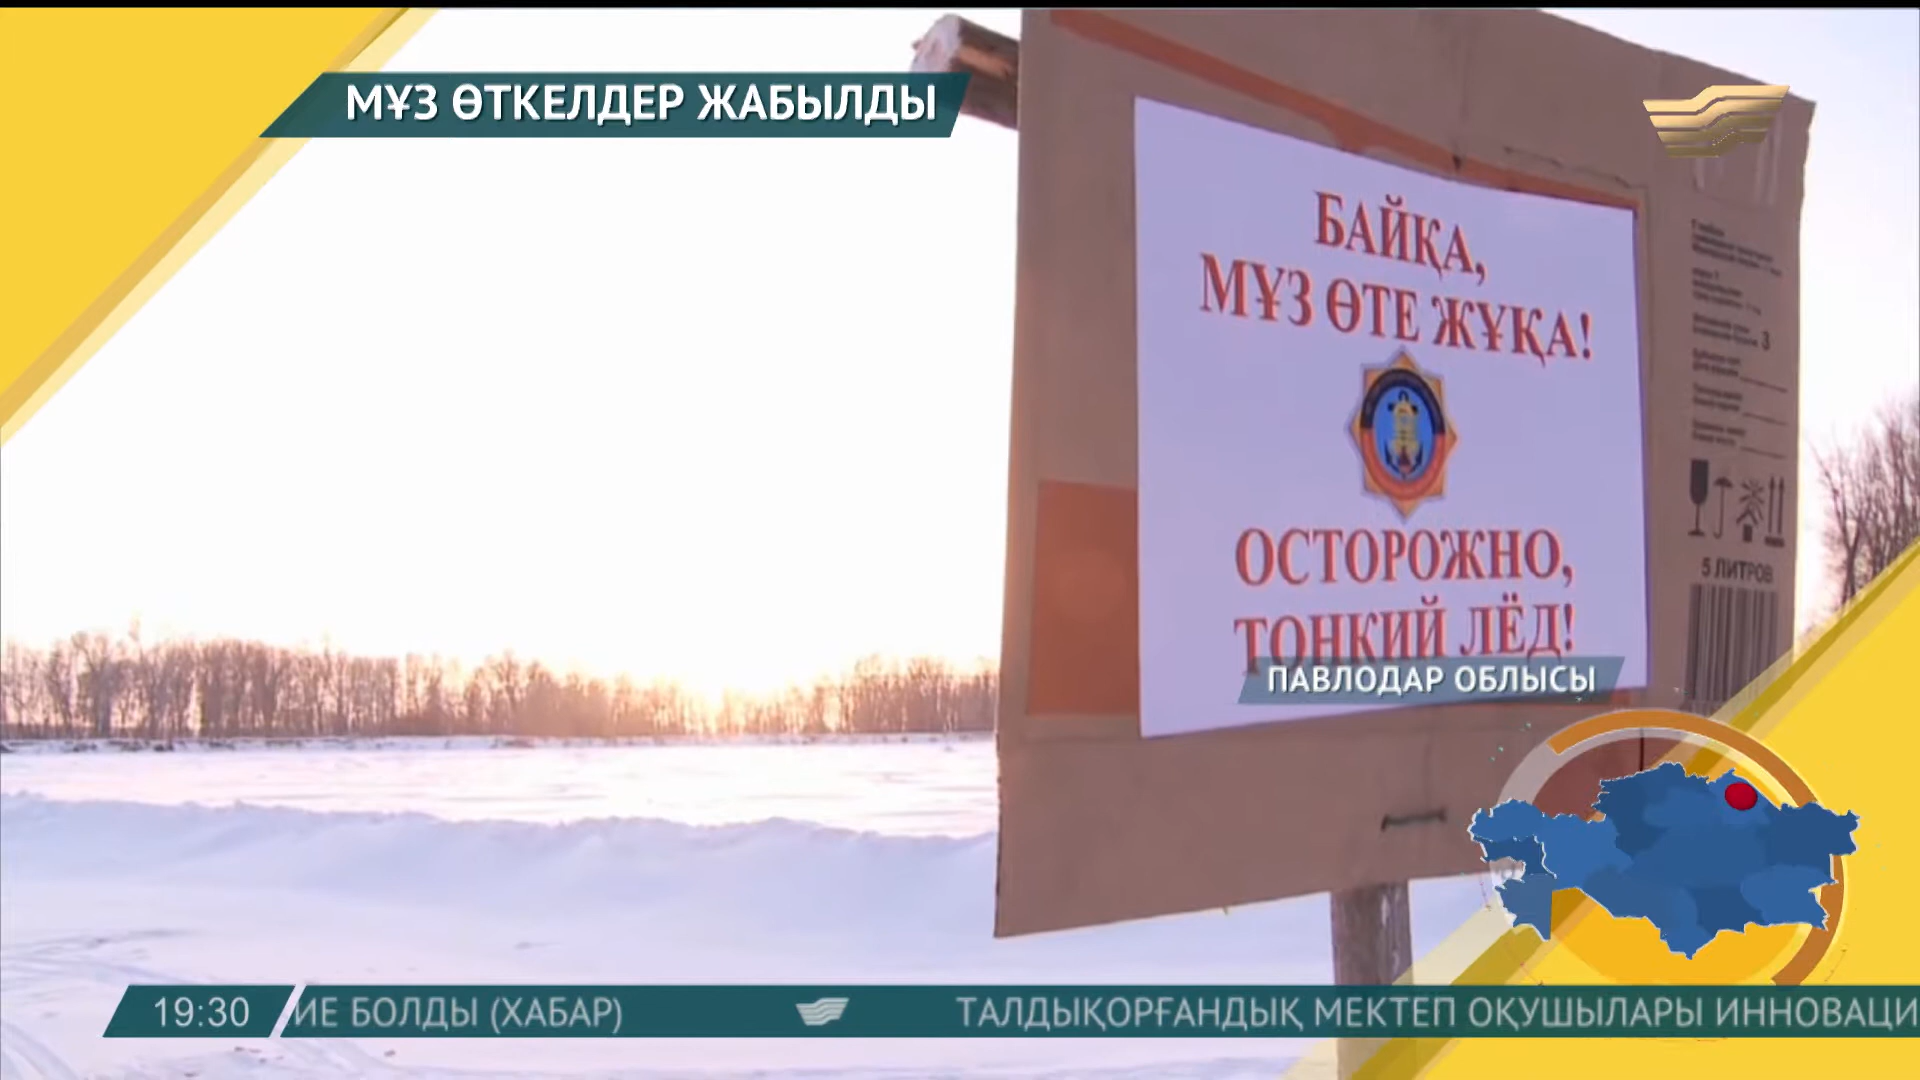 МҰЗ ӨТКЕЛДЕР ЖАБЫЛДЫ
БАЙҚА,
МҰЗ ӨТЕ ЖҰҚА!
ОСТОРОЖНО,
ТОНКИЙ ЛЁД!
3
5 ЛИТРОВ
ПАВЛОДАР ОБЛЫСЫ
19:30 ИЕ БОЛДЫ (ХАБАР) ТАЛДЫҚОРҒАНДЫҚ МЕКТЕП ОҚУШЫЛАРЫ ИННОВАЦИ